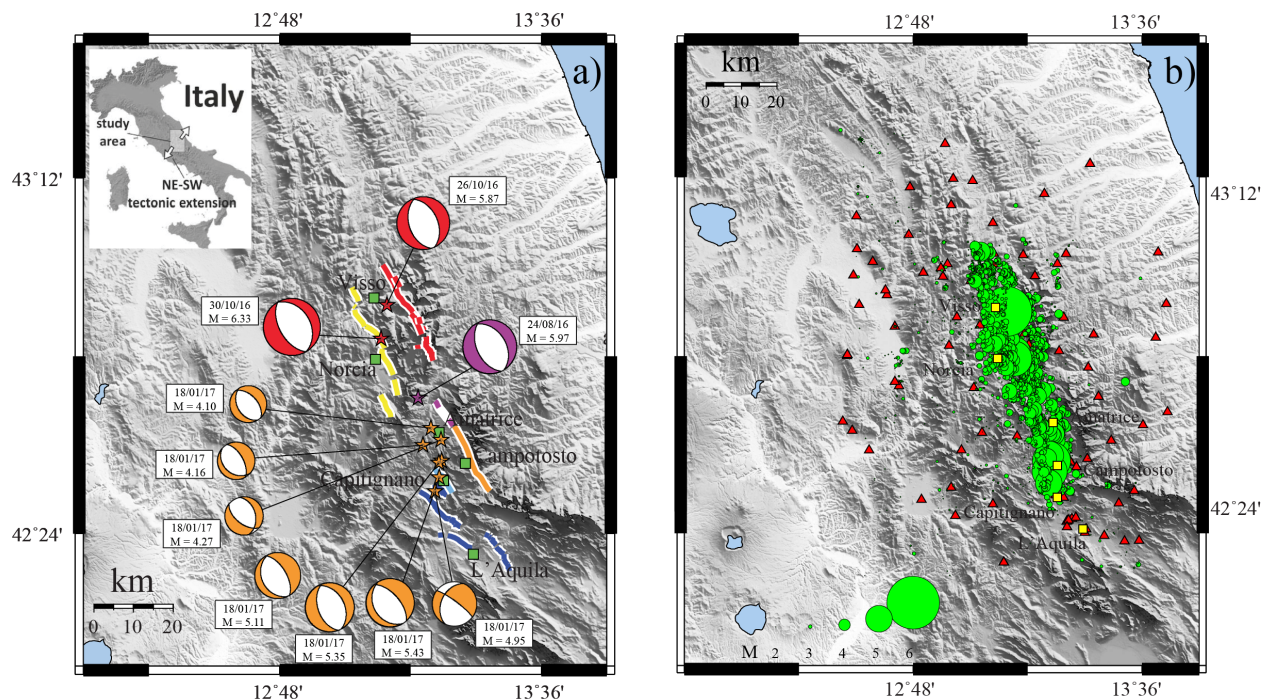 12°48'
13°36'
12°48'
13°36'
a)
b)
Italy
study
area
NE-SW
tectonic extension
km
0 10 20
43°12'
43°12'
26/10/16
M = 5.87
Visso
30/10/16
M = 6.33
24/08/16
M = 5.97
Norcia
18/01/17
M = 4.10
Amatrice
18/01/17
M = 4.16
Campotosto
Capitignano
18/01/17
M = 4.27
42°24'
L'Aquila
km
0 10 20
18/01/17
M = 5.11
18/01/17
M = 5.35
18/01/17
M = 5.43
18/01/17
M = 4.95
12°48'
13°36'
Visso
Norcia
Amatrice
Campotosto
Capitignano
42°24'
L'Aquila
M 2 3 4 5 6
12°48'
13°36'